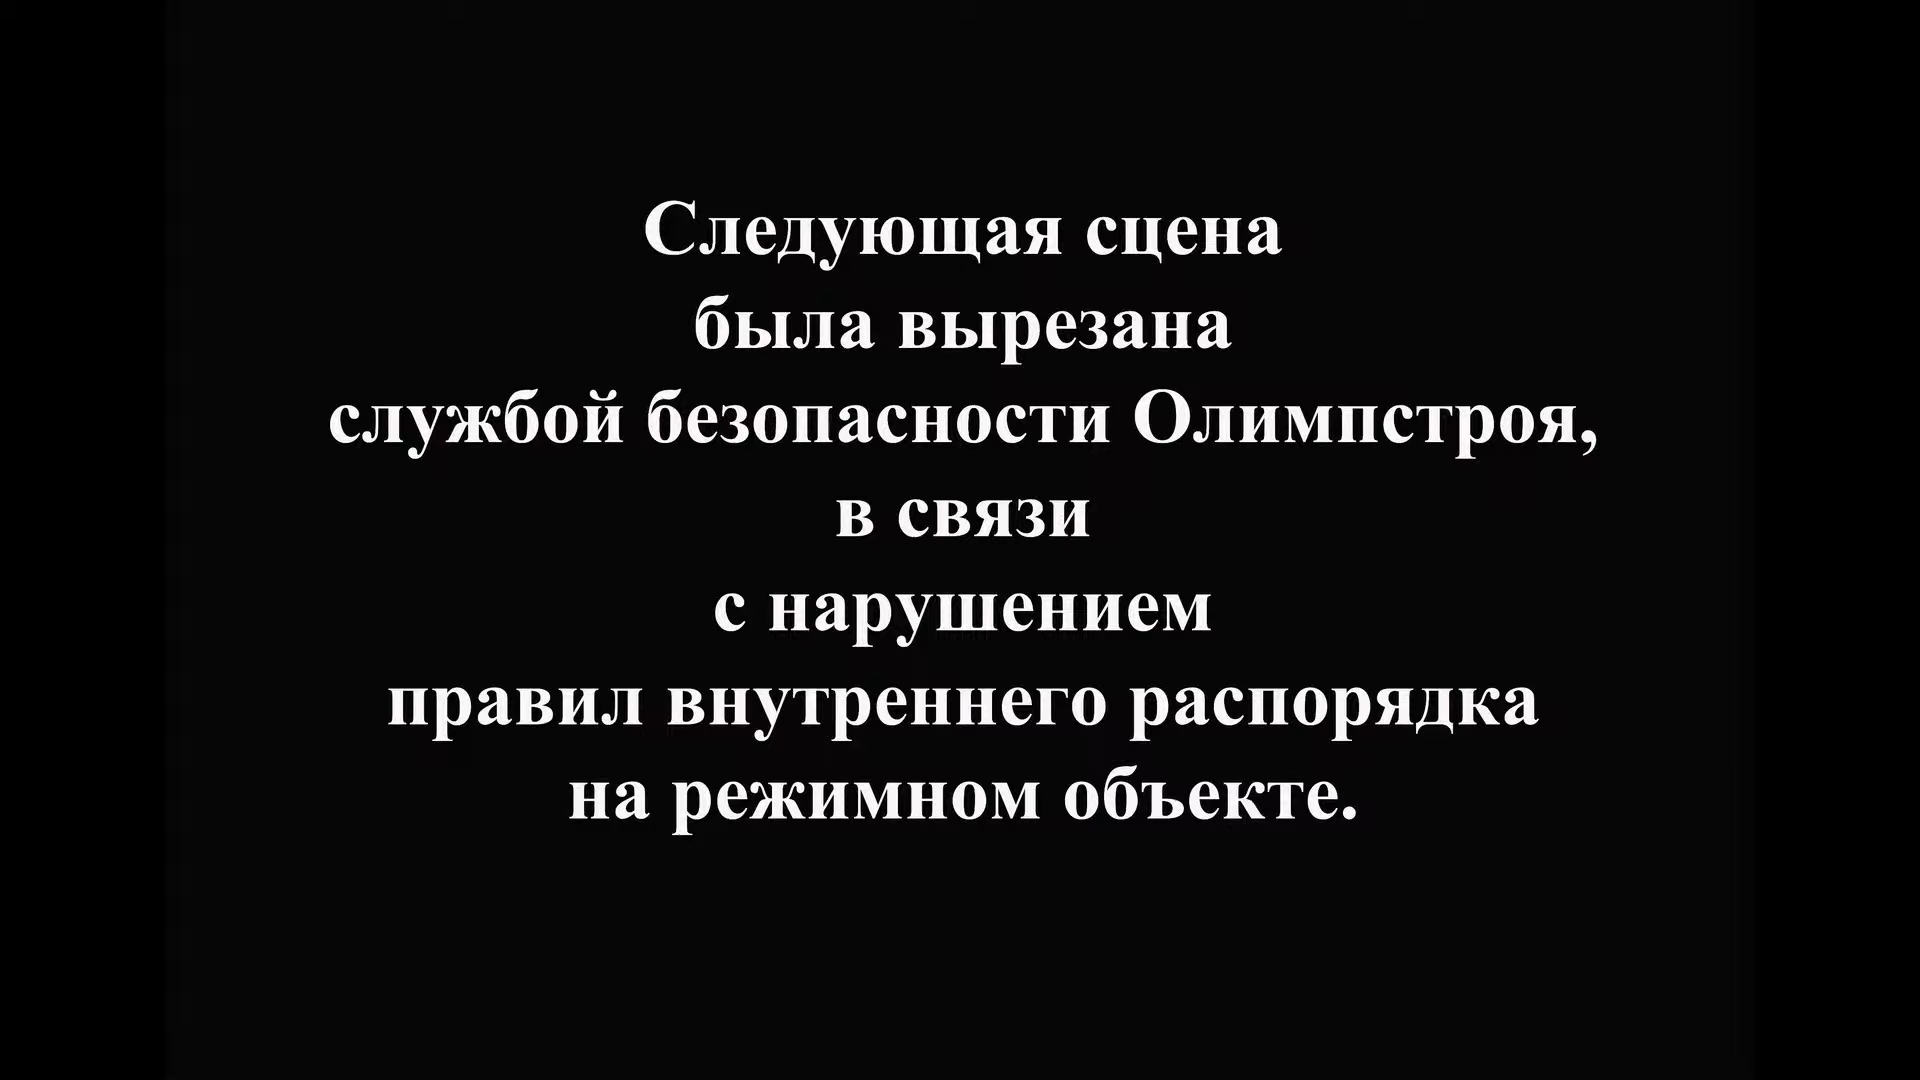 Следующая сцена
была вырезана
службой безопасности Олимпстроя,
в связи
с нарушением
правил внутреннего распорядка
на режимном объекте.